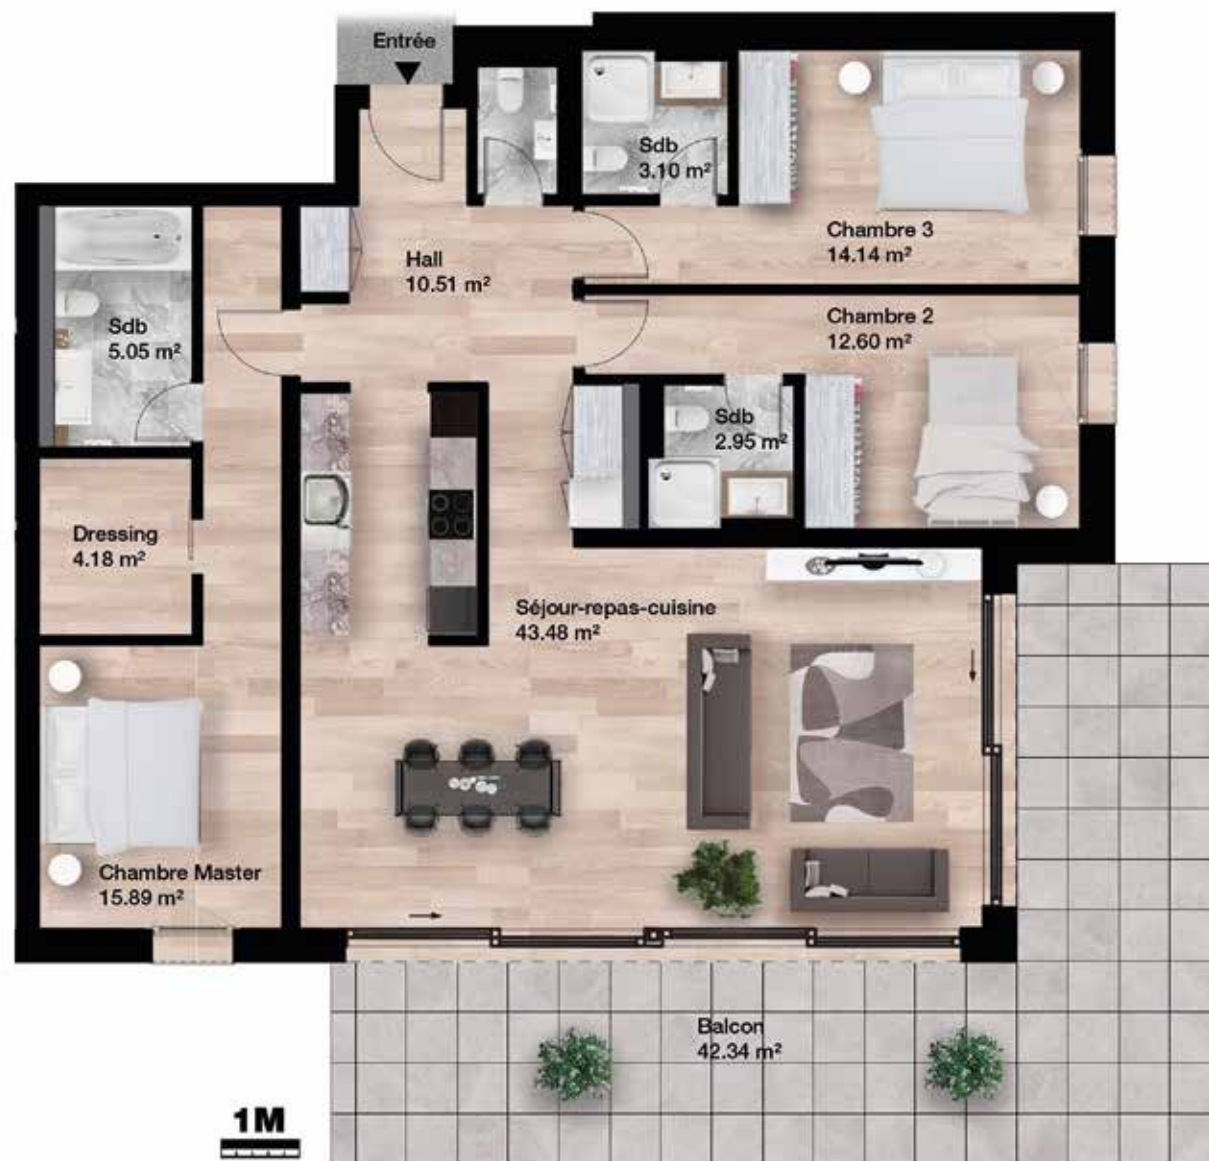 Entrée
Sdb
3.10 m²
Chambre 3
14.14 m²
Hall
10.51 m²
Sdb
5.05 m²
Chambre 2
12.60 m²
Sdb
2.95 m²
Dressing
4.18 m²
Séjour-repas-cuisine
43.48 m²
Chambre Master
15.89 m²
Balcon
42.34 m²
1M